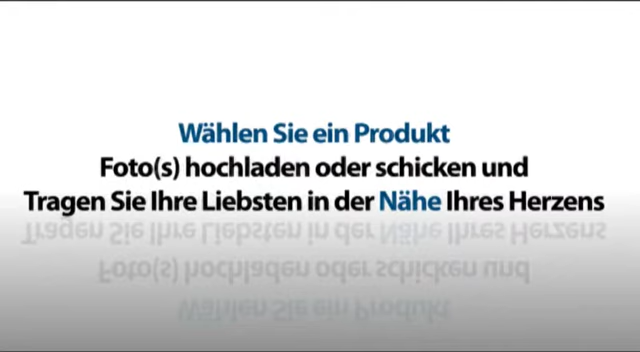 Wählen Sie ein Produkt
Foto(s) hochladen oder schicken und
Tragen Sie Ihre Liebsten in der Nähe Ihres Herzens